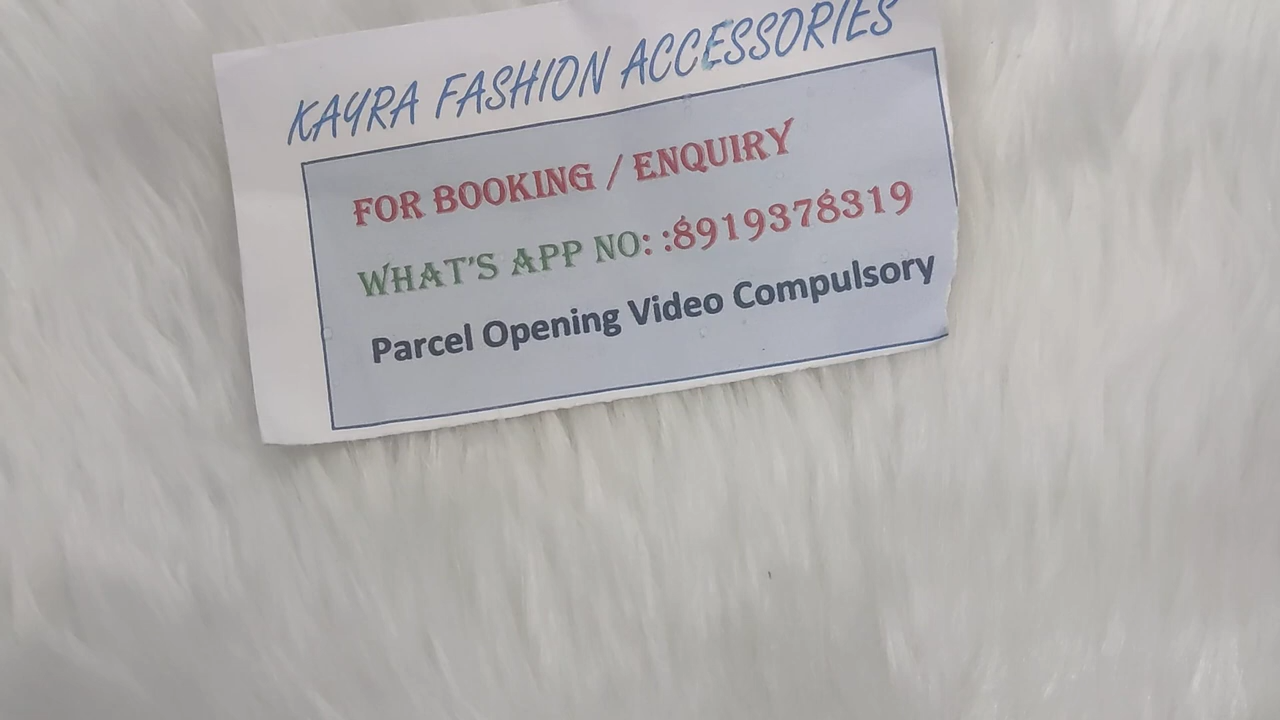 KAYRA FASHION ACCESSORIES
FOR BOOKING / ENQUIRY
WHAT'S APP NO: :8919378319
Parcel Opening Video Compulsory